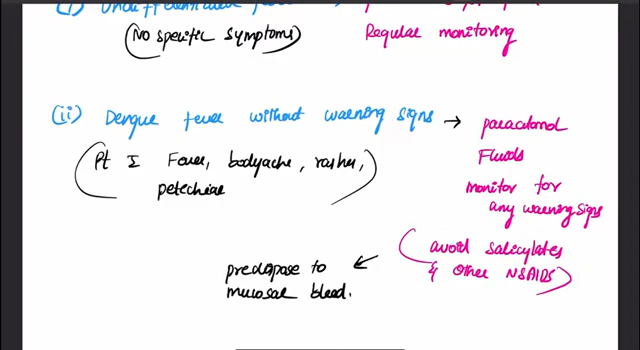 (i) Undifferentiated
(No specific symptoms)
Regular monitoring
(ii) Dengue fever without warning signs →
paracetamol
Fluids
monitor for
any warning signs
(avoid salicylates
& other NSAIDS)
(Pt Fever, bodyache, rashes,
petechiae)
predispose to ←
mucosal bleed.